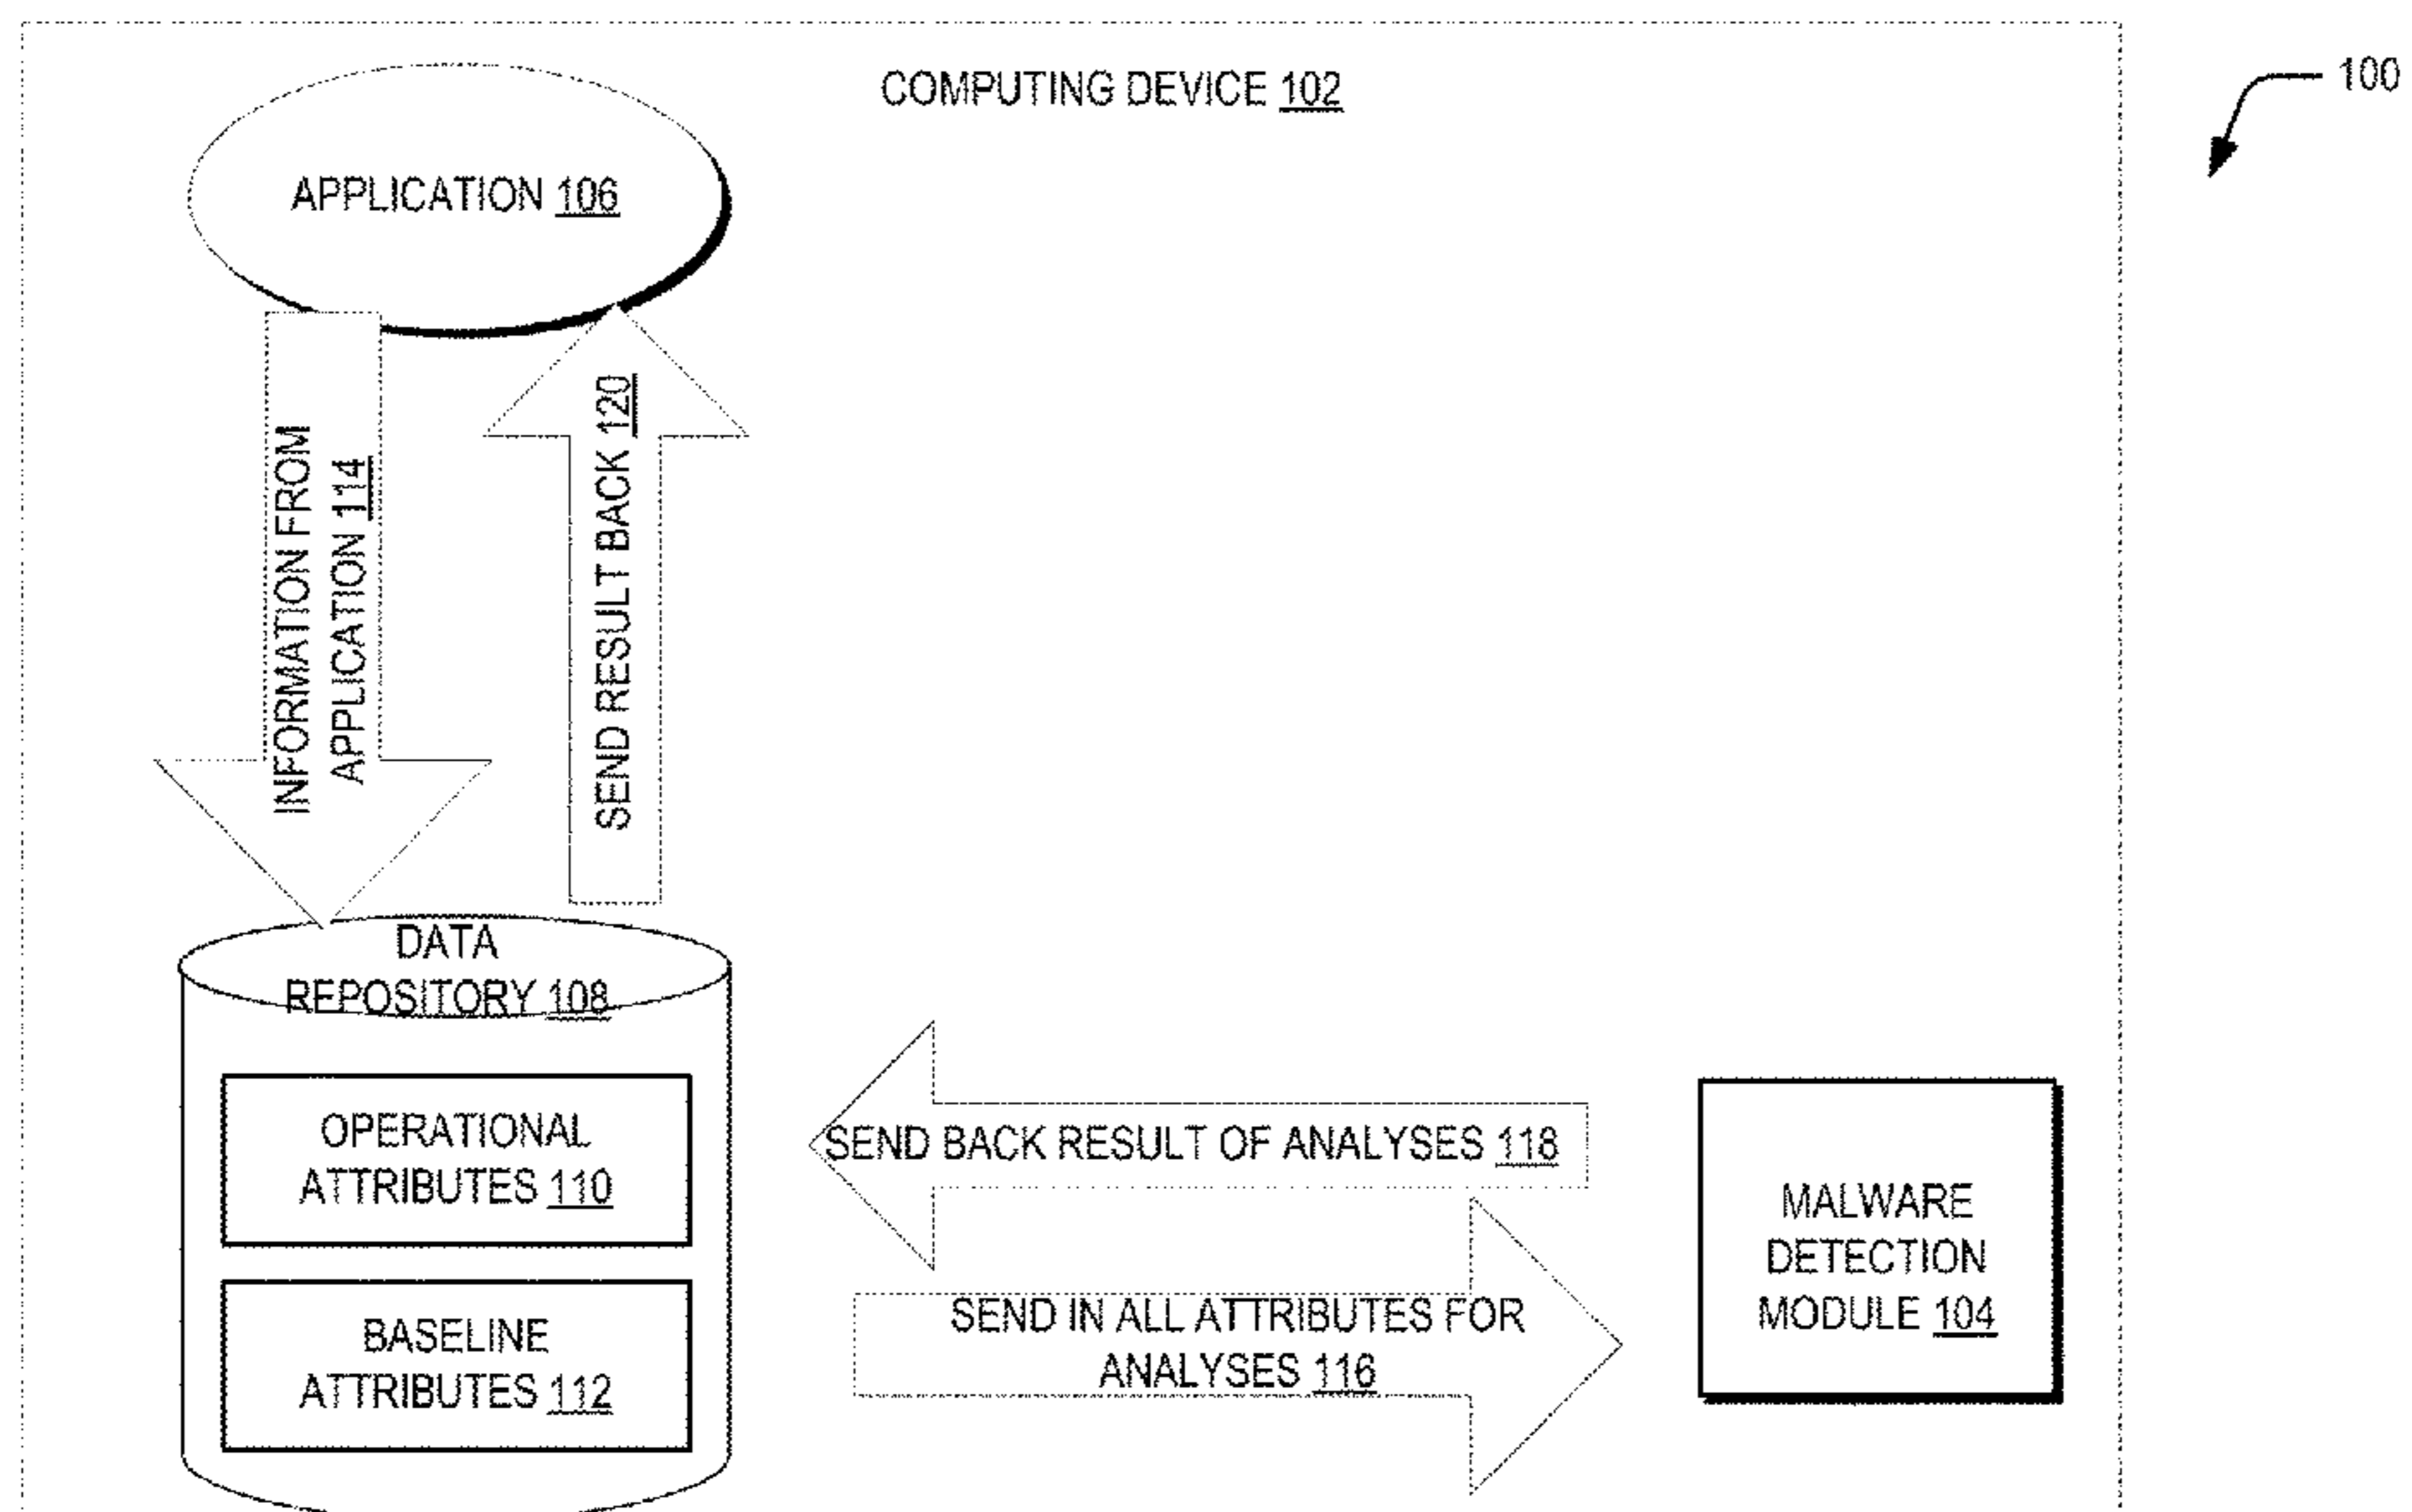 COMPUTING DEVICE 102
100
APPLICATION 106
INFORMATION FROM
APPLICATION 114
SEND RESULT BACK 120
DATA
REPOSITORY 108
OPERATIONAL
ATTRIBUTES 110
BASELINE
ATTRIBUTES 112
SEND BACK RESULT OF ANALYSES 118
SEND IN ALL ATTRIBUTES FOR
ANALYSES 116
MALWARE
DETECTION
MODULE 104